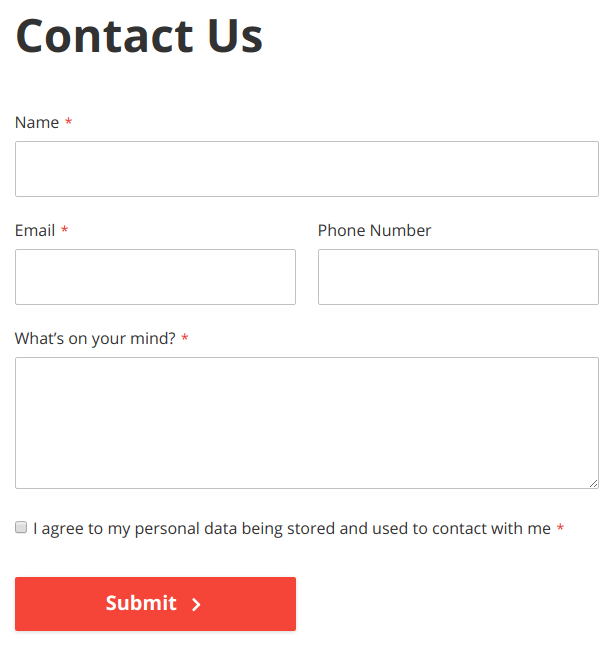 Contact Us
Name *
Email *
Phone Number
What's on your mind? *
I agree to my personal data being stored and used to contact with me *
Submit